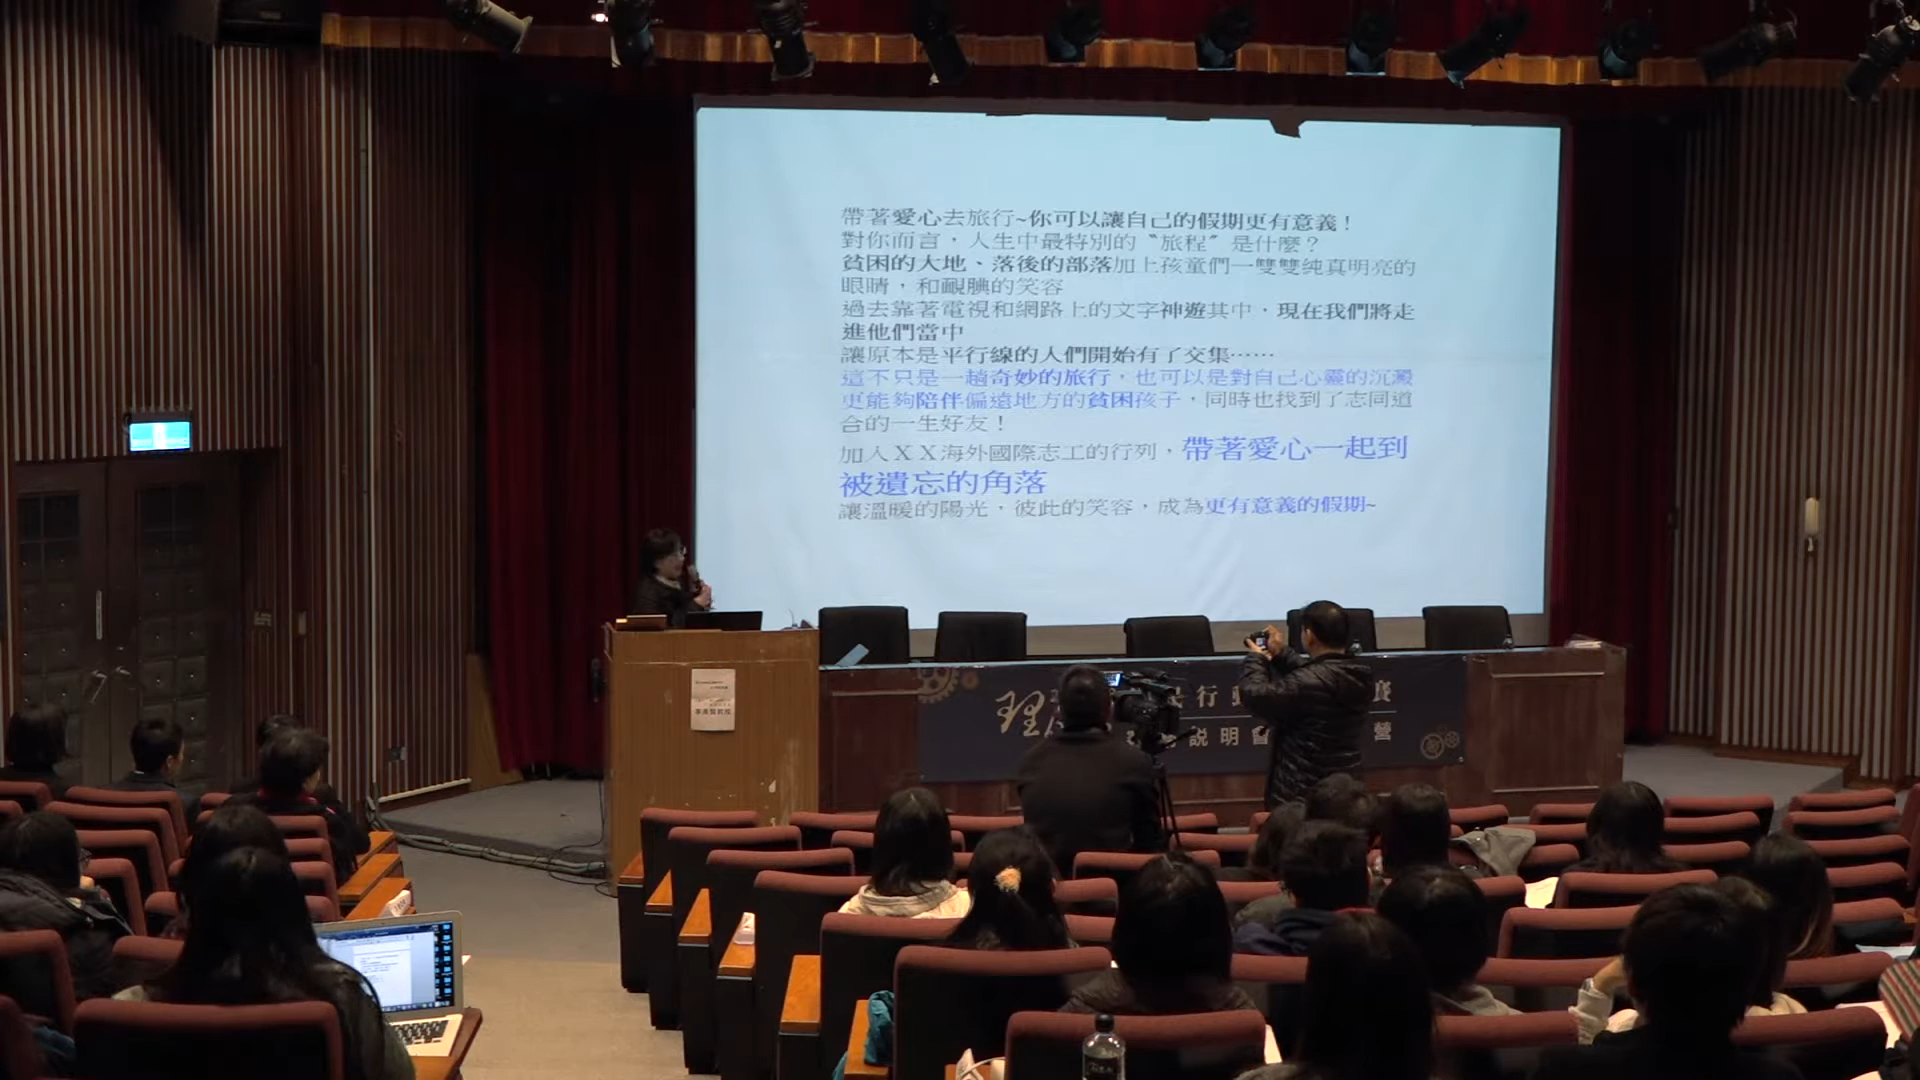 帶著愛心去旅行~你可以讓自己的假期更有意義！
對你而言，人生中最特別的〝旅程〞是什麼？
貧困的大地、落後的部落加上孩童們一雙雙純真明亮的
眼睛，和靦腆的笑容
過去靠著電視和網路上的文字神遊其中，現在我們將走
進他們當中
讓原本是平行線的人們開始有了交集……
這不只是一趟奇妙的旅行，也可以是對自己心靈的沉澱
更能夠陪伴偏遠地方的貧困孩子，同時也找到了志同道
合的一生好友！
加入ＸＸ海外國際志工的行列，帶著愛心一起到
被遺忘的角落
讓溫暖的陽光，彼此的笑容，成為更有意義的假期~
理
民行
說明會
營